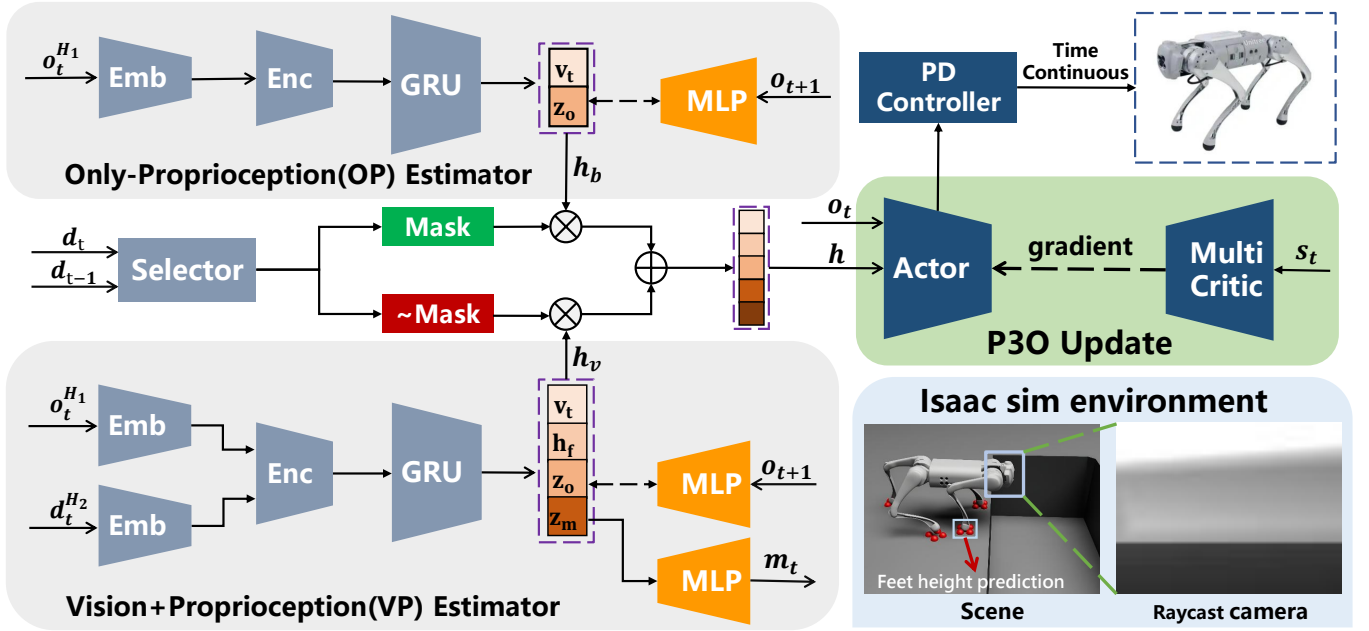 o_t^{H_1}
Emb
Enc
GRU
v_t
z_o
MLP
o_{t+1}
Only-Proprioception(OP) Estimator
h_b
PD
Controller
Time
Continuous
d_t
d_{t-1}
Selector
Mask
~Mask
h_v
o_t
h
Actor
gradient
Multi
Critic
s_t
P3O Update
o_t^{H_1}
Emb
d_t^{H_2}
Emb
Enc
GRU
v_t
h_f
z_o
z_m
MLP
o_{t+1}
MLP
m_t
Vision+Proprioception(VP) Estimator
Isaac sim environment
Feet height prediction
Scene
Raycast camera